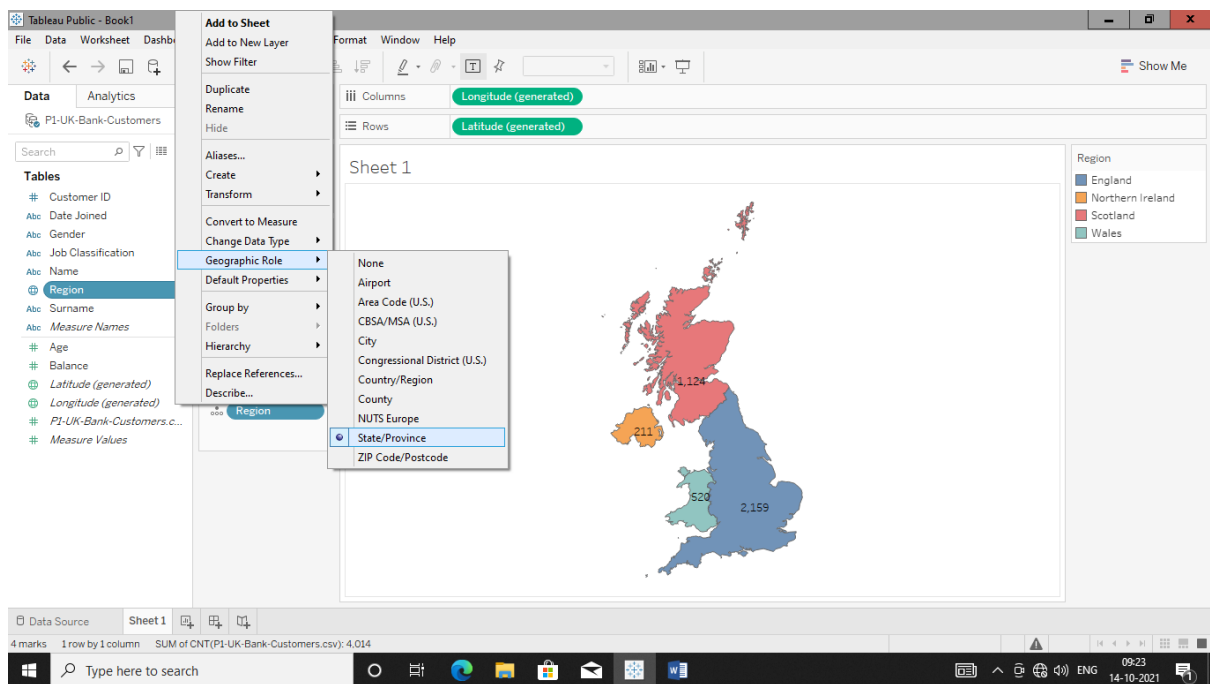 Tableau Public - Book1
File Data Worksheet Dashb
Format Window Help
Show Me
Data Analytics
P1-UK-Bank-Customers
Search
Tables
# Customer ID
Abc Date Joined
Abc Gender
Abc Job Classification
Abc Name
Region
Abc Surname
Abc Measure Names
# Age
# Balance
Latitude (generated)
Longitude (generated)
# P1-UK-Bank-Customers.c...
# Measure Values
Add to Sheet
Add to New Layer
Show Filter
Duplicate
Rename
Hide
Aliases...
Create
Transform
Convert to Measure
Change Data Type
Geographic Role
Default Properties
Group by
Folders
Hierarchy
Replace References...
Describe...
Region
None
Airport
Area Code (U.S.)
CBSA/MSA (U.S.)
City
Congressional District (U.S.)
Country/Region
County
NUTS Europe
State/Province
ZIP Code/Postcode
Columns Longitude (generated)
Rows Latitude (generated)
Sheet 1
1,124
211
520
2,159
Region
England
Northern Ireland
Scotland
Wales
Data Source Sheet 1
4 marks 1 row by 1 column SUM of CNT(P1-UK-Bank-Customers.csv): 4,014
Type here to search
ENG
09:23
14-10-2021
1